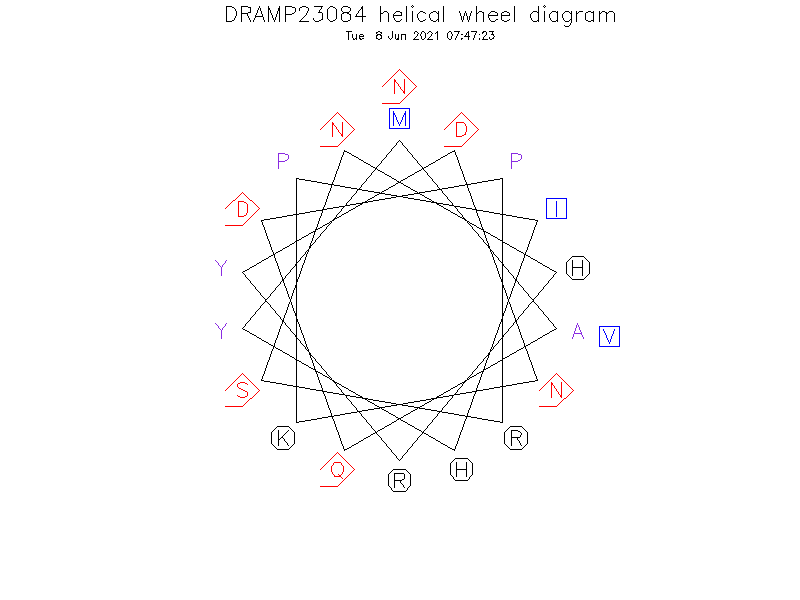 DRAMP23084 helical wheel diagram
Tue 8 Jun 2021 07:47:23
N
N M D
P P
D I
Y H
Y A V
S N
K R
Q R H